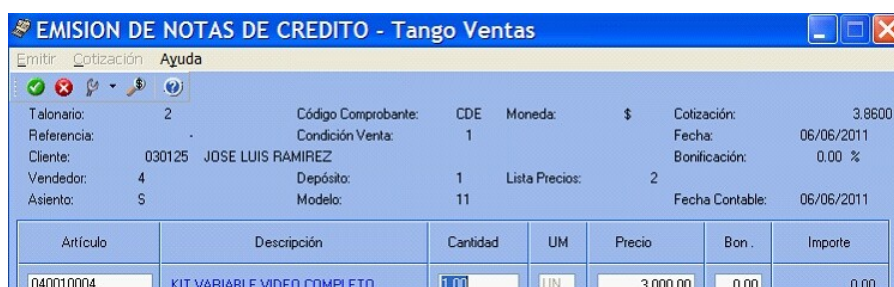 EMISION DE NOTAS DE CREDITO - Tango Ventas
Emitir Cotización Ayuda
Talonario: 2 Código Comprobante: CDE Moneda: $ Cotización: 3.8600
Referencia: - Condición Venta: 1 Fecha: 06/06/2011
Cliente: 030125 JOSE LUIS RAMIREZ Bonificación: 0.00 %
Vendedor: 4 Depósito: 1 Lista Precios: 2
Asiento: S Modelo: 11 Fecha Contable: 06/06/2011
Artículo Descripción Cantidad UM Precio Bon. Importe
040010004 KIT VARIABLE VIDEO COMPLETO 1.00 UN 3,000.00 0.00 0.00